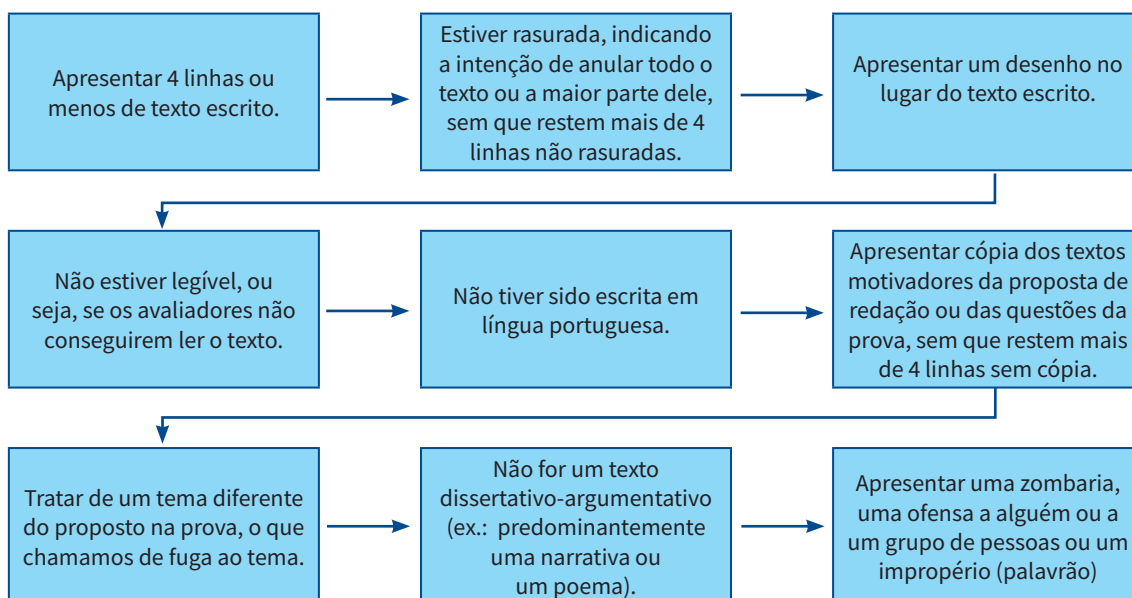 Apresentar 4 linhas ou
menos de texto escrito.
Estiver rasurada, indicando
a intenção de anular todo o
texto ou a maior parte dele,
sem que restem mais de 4
linhas não rasuradas.
Apresentar um desenho no
lugar do texto escrito.
Não estiver legível, ou
seja, se os avaliadores não
conseguirem ler o texto.
Não tiver sido escrita em
língua portuguesa.
Apresentar cópia dos textos
motivadores da proposta de
redação ou das questões da
prova, sem que restem mais
de 4 linhas sem cópia.
Tratar de um tema diferente
do proposto na prova, o que
chamamos de fuga ao tema.
Não for um texto
dissertativo-argumentativo
(ex.: predominantemente
uma narrativa ou
um poema).
Apresentar uma zombaria,
uma ofensa a alguém ou a
um grupo de pessoas ou um
impropério (palavrão)